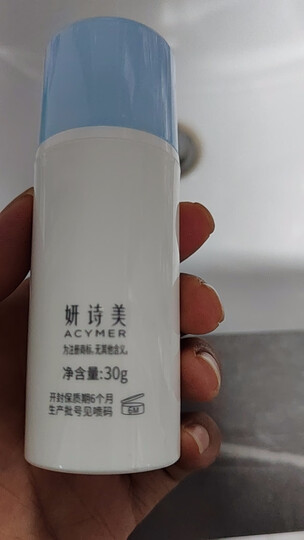 妍诗美
ACYMER
为注册商标，无其他含义。
净含量:30g
开封保质期6个月
生产批号见喷码
6M